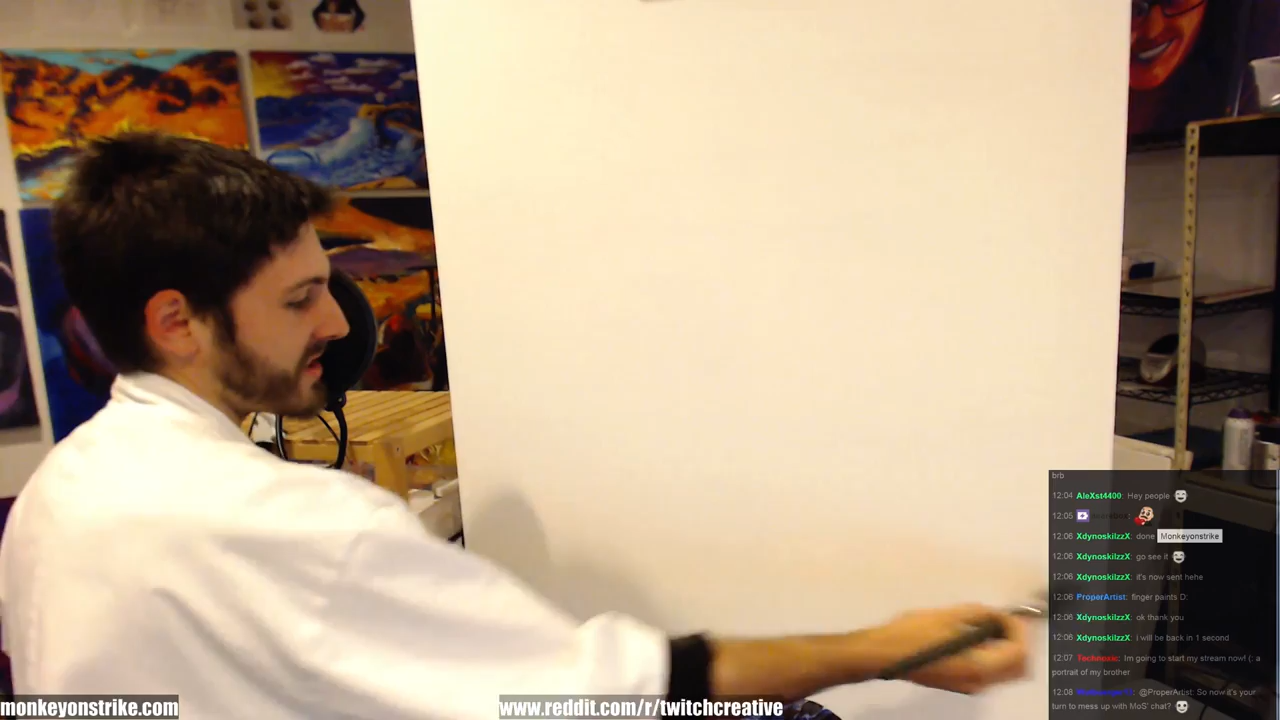 brb
12:04 AleXst4400: Hey people
12:05
12:06 XdynoskilzzX: done Monkeyonstrike
12:06 XdynoskilzzX: go see it
12:06 XdynoskilzzX: it's now sent hehe
12:06 ProperArtist: finger paints D:
12:06 XdynoskilzzX: ok thank you
12:06 XdynoskilzzX: i will be back in 1 second
12:07 Im going to start my stream now! (: a
portrait of my brother
12:08 @ProperArtist: So now it's your
turn to mess up with MoS' chat?
monkeyonstrike.com
www.reddit.com/r/twitchcreative